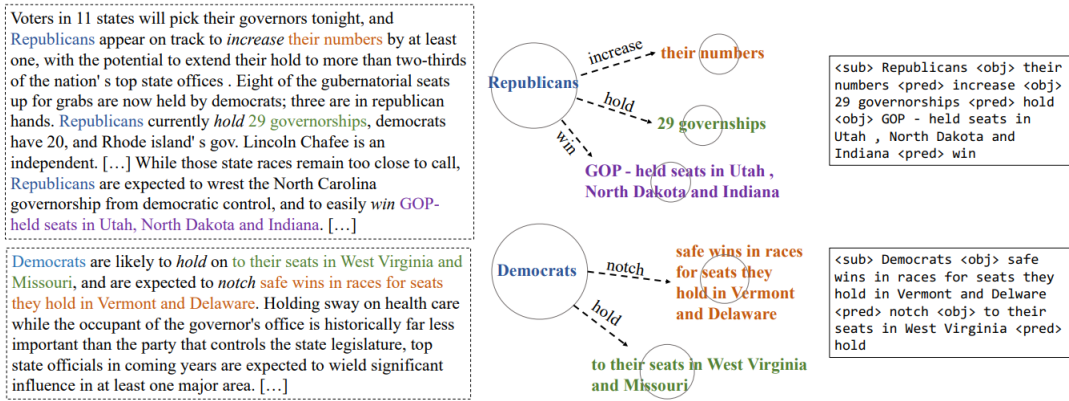 Voters in 11 states will pick their governors tonight, and
Republicans appear on track to increase their numbers by at least
one, with the potential to extend their hold to more than two-thirds
of the nation' s top state offices . Eight of the gubernatorial seats
up for grabs are now held by democrats; three are in republican
hands. Republicans currently hold 29 governorships, democrats
have 20, and Rhode island' s gov. Lincoln Chafee is an
independent. […] While those state races remain too close to call,
Republicans are expected to wrest the North Carolina
governorship from democratic control, and to easily win GOP-
held seats in Utah, North Dakota and Indiana. […]
Democrats are likely to hold on to their seats in West Virginia and
Missouri, and are expected to notch safe wins in races for seats
they hold in Vermont and Delaware. Holding sway on health care
while the occupant of the governor's office is historically far less
important than the party that controls the state legislature, top
state officials in coming years are expected to wield significant
influence in at least one major area. […]
Republicans
increase
their numbers
hold
29 governships
win
GOP - held seats in Utah ,
North Dakota and Indiana
Democrats
notch
safe wins in races
for seats they
hold in Vermont
and Delaware
hold
to their seats in West Virginia
and Missouri
<sub> Republicans <obj> their
numbers <pred> increase <obj>
29 governorships <pred> hold
<obj> GOP - held seats in
Utah , North Dakota and
Indiana <pred> win
<sub> Democrats <obj> safe
wins in races for seats they
hold in Vermont and Delware
<pred> notch <obj> to their
seats in West Virginia <pred>
hold